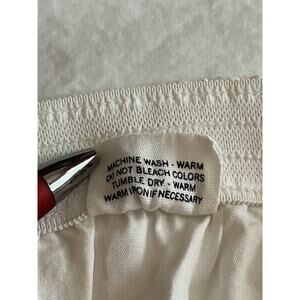 MACHINE WASH - WARM
DO NOT BLEACH COLORS
TUMBLE DRY - WARM
WARM IRON IF NECESSARY